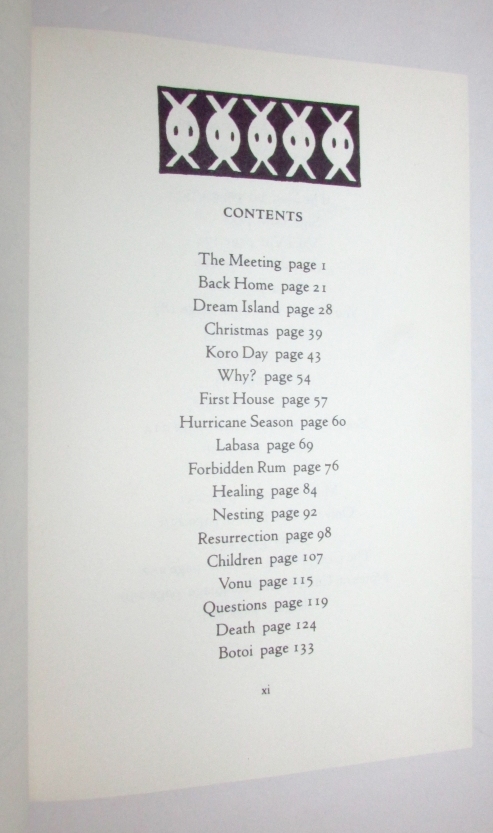 CONTENTS
The Meeting page 1
Back Home page 21
Dream Island page 28
Christmas page 39
Koro Day page 43
Why? page 54
First House page 57
Hurricane Season page 60
Labasa page 69
Forbidden Rum page 76
Healing page 84
Nesting page 92
Resurrection page 98
Children page 107
Vonu page 115
Questions page 119
Death page 124
Botoi page 133
xi